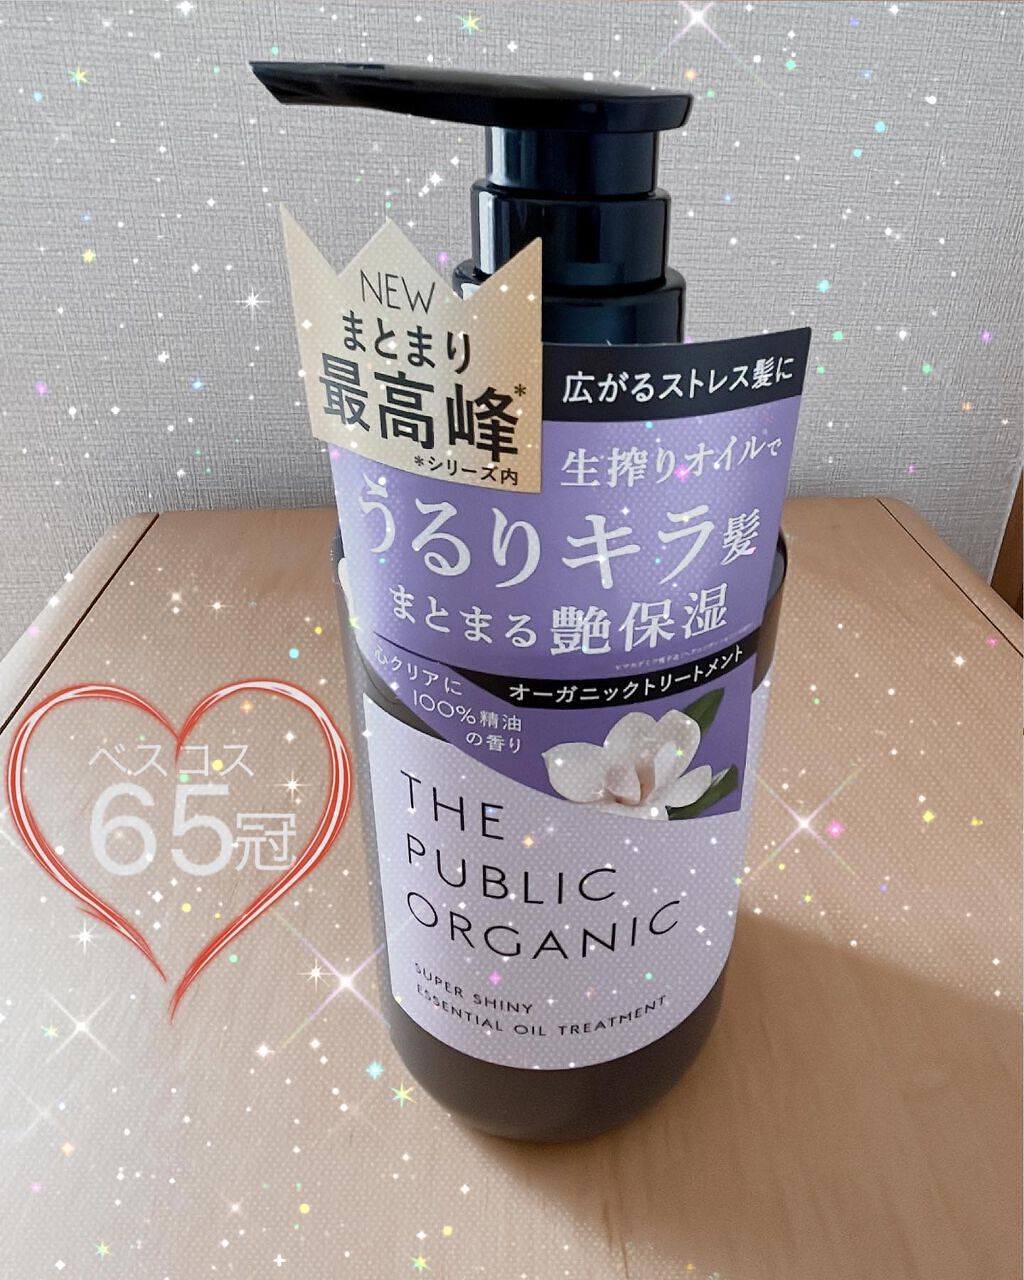 NEW
まとまり
最高峰*
*シリーズ内
広がるストレス髪に
生搾りオイルで
うるりキラ髪
まとまる艶保湿
オーガニックトリートメント
心クリアに
100%精油
の香り
THE
PUBLIC
ORGANIC
SUPER SHINY
ESSENTIAL OIL TREATMENT
ベスコス
65冠